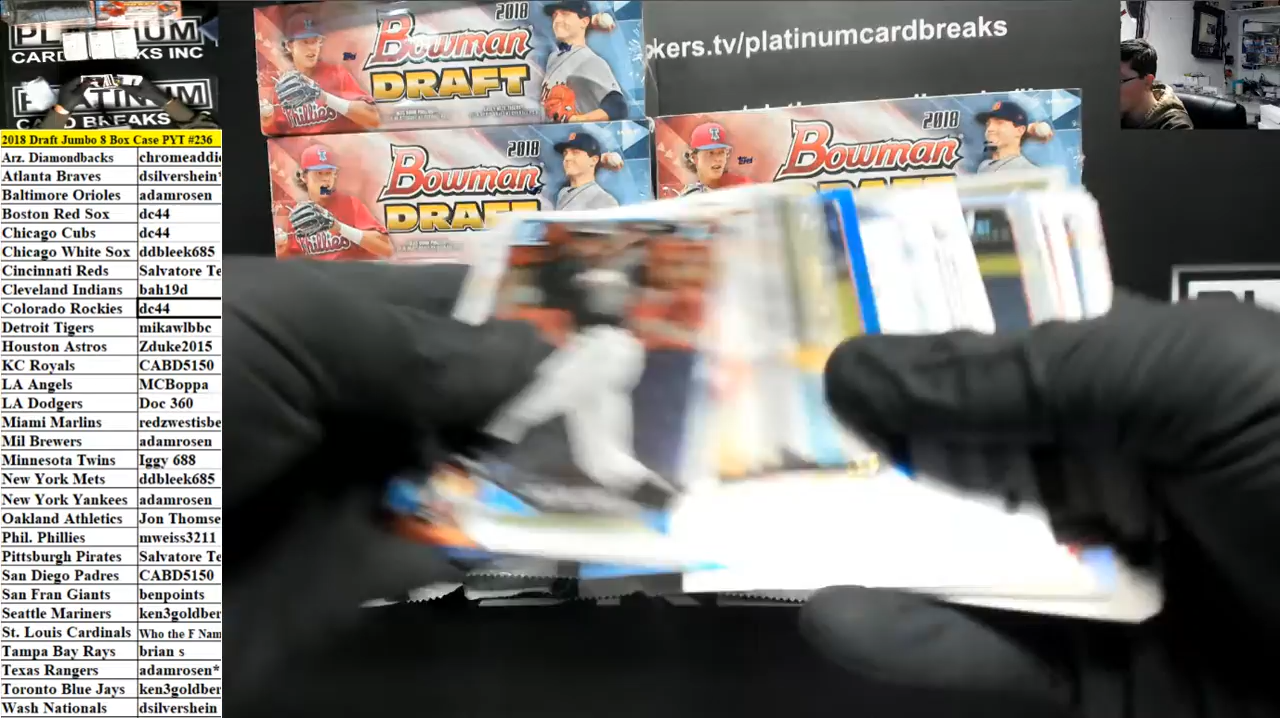 PLATINUM
CARD BREAKS INC
PLATINUM
CARD BREAKS
2018 Draft Jumbo 8 Box Case PYT #236
Arz. Diamondbacks chromeaddi
Atlanta Braves dsilvershein*
Baltimore Orioles adamrosen
Boston Red Sox dc44
Chicago Cubs dc44
Chicago White Sox ddbleek685
Cincinnati Reds Salvatore Te
Cleveland Indians bah19d
Colorado Rockies dc44
Detroit Tigers mikawlbbc
Houston Astros Zduke2015
KC Royals CABD5150
LA Angels MCBoppa
LA Dodgers Doc 360
Miami Marlins redzwestisbe
Mil Brewers adamrosen
Minnesota Twins Iggy 688
New York Mets ddbleek685
New York Yankees adamrosen
Oakland Athletics Jon Thomse
Phil. Phillies mweiss3211
Pittsburgh Pirates Salvatore Te
San Diego Padres CABD5150
San Fran Giants benpoints
Seattle Mariners ken3goldber
St. Louis Cardinals Who the F Nam
Tampa Bay Rays brian s
Texas Rangers adamrosen*
Toronto Blue Jays ken3goldber
Wash Nationals dsilvershein
2018
Bowman
DRAFT
Phillies
2018
Bowman
DRAFT
Phillies
kers.tv/platinumcardbreaks
2018
Topps
Bowman